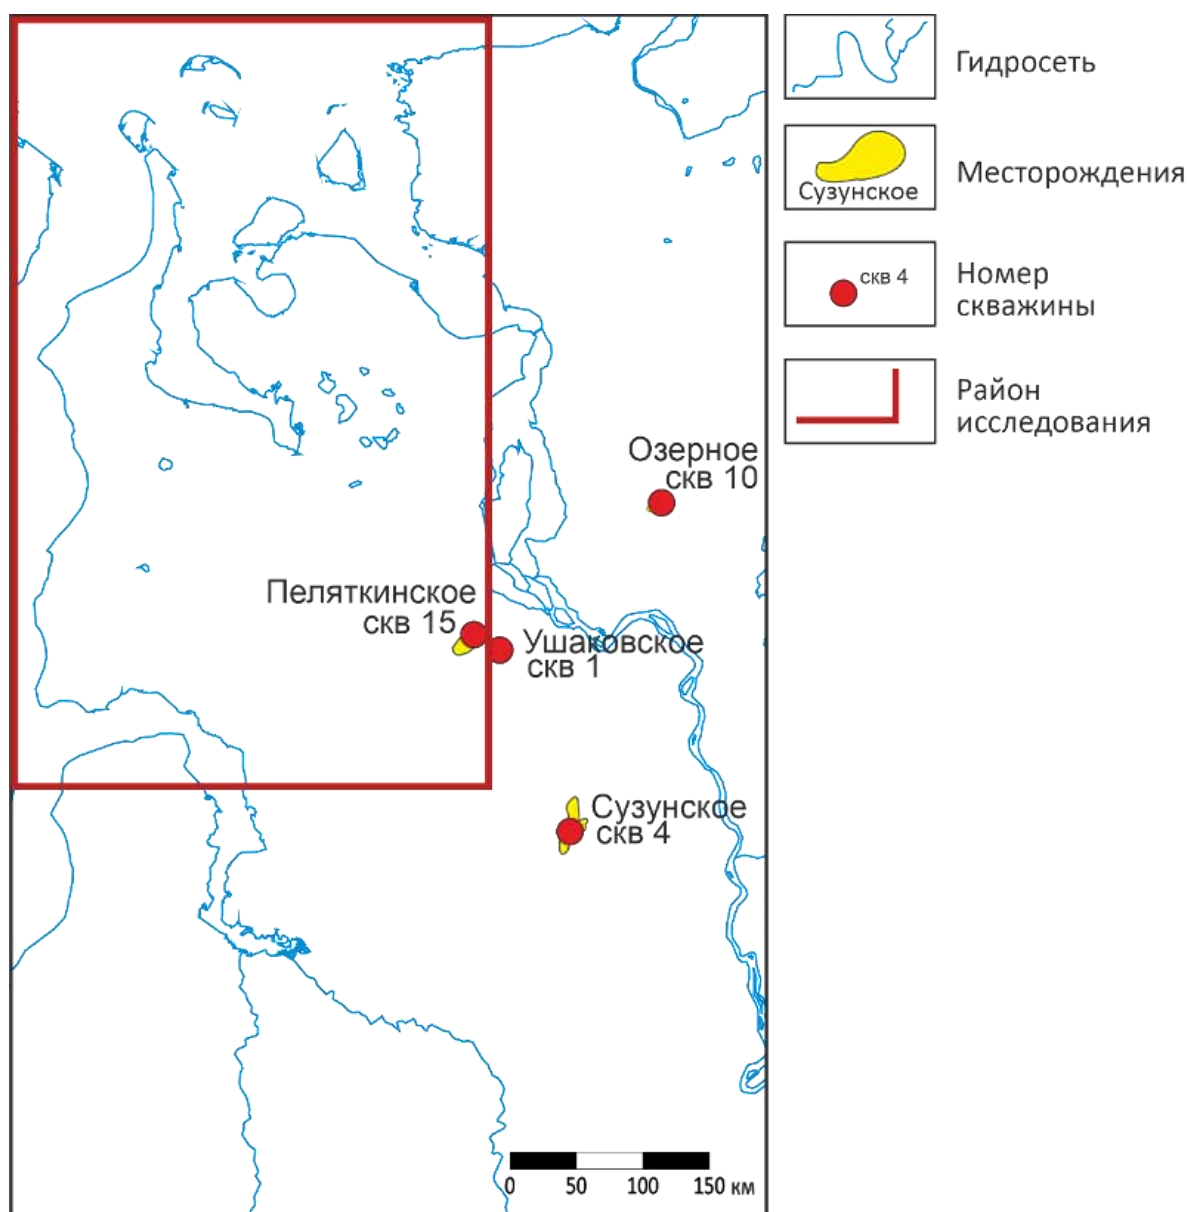 Озерное
скв 10
Пеляткинское
скв 15
Ушаковское
скв 1
Сузунское
скв 4
0 50 100 150 км
Гидросеть
Сузунское
Месторождения
скв 4
Номер
скважины
Район
исследования